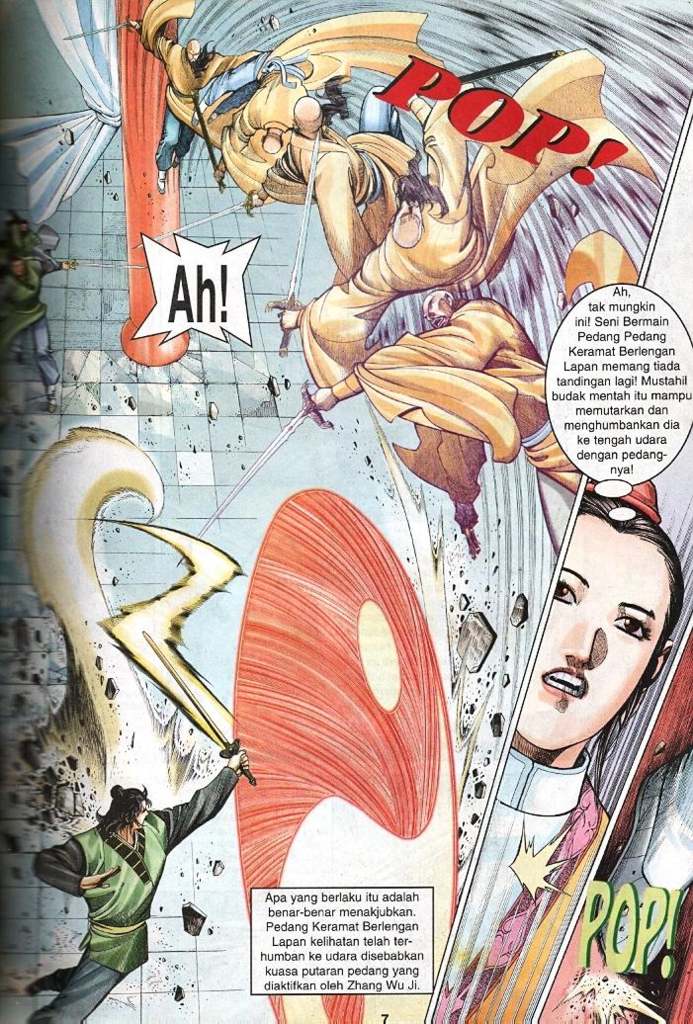 POP!
Ah!
Ah,
tak mungkin
ini! Seni Bermain
Pedang Pedang
Keramat Berlengan
Lapan memang tiada
tandingan lagi! Mustahil
budak mentah itu mampu
memutarkan dan
menghumbankan dia
ke tengah udara
dengan pedang-
nya!
POP!
Apa yang berlaku itu adalah
benar-benar menakjubkan.
Pedang Keramat Berlengan
Lapan kelihatan telah ter-
humban ke udara disebabkan
kuasa putaran pedang yang
diaktifkan oleh Zhang Wu Ji.
7